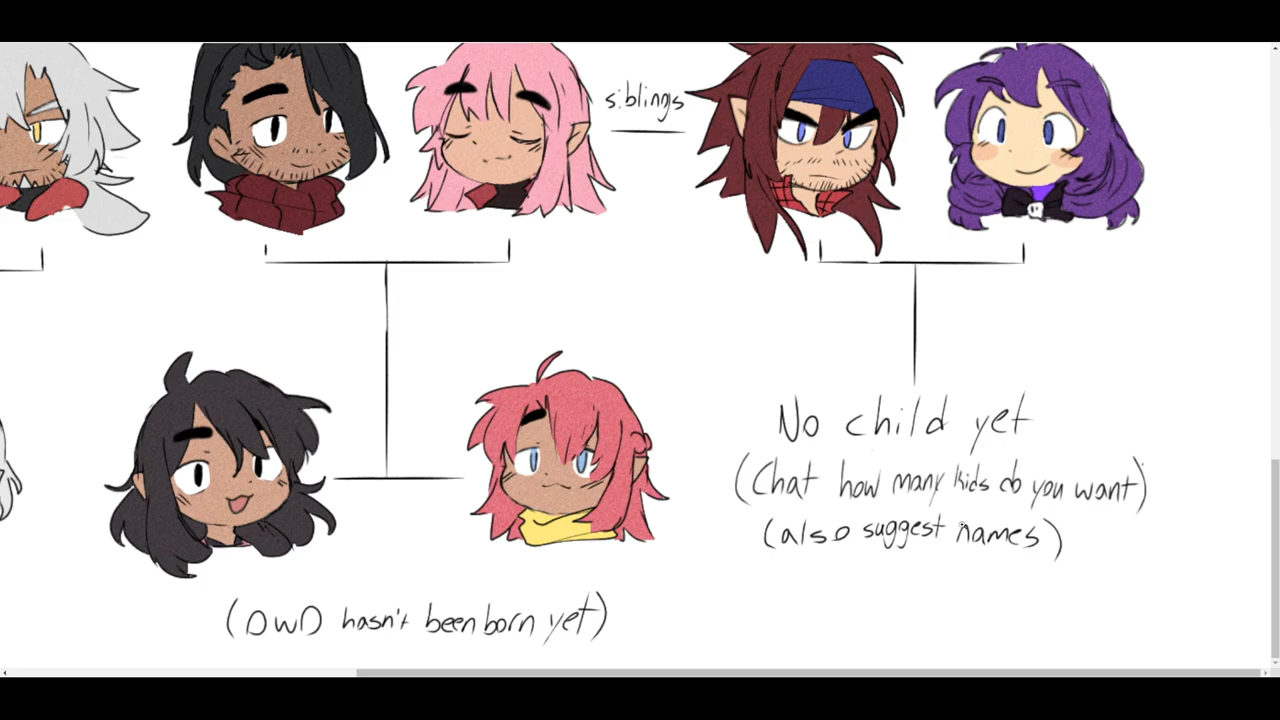 siblings
No child yet
(Chat how many kids do you want)
(also suggest names)
(OwO hasn't been born yet)